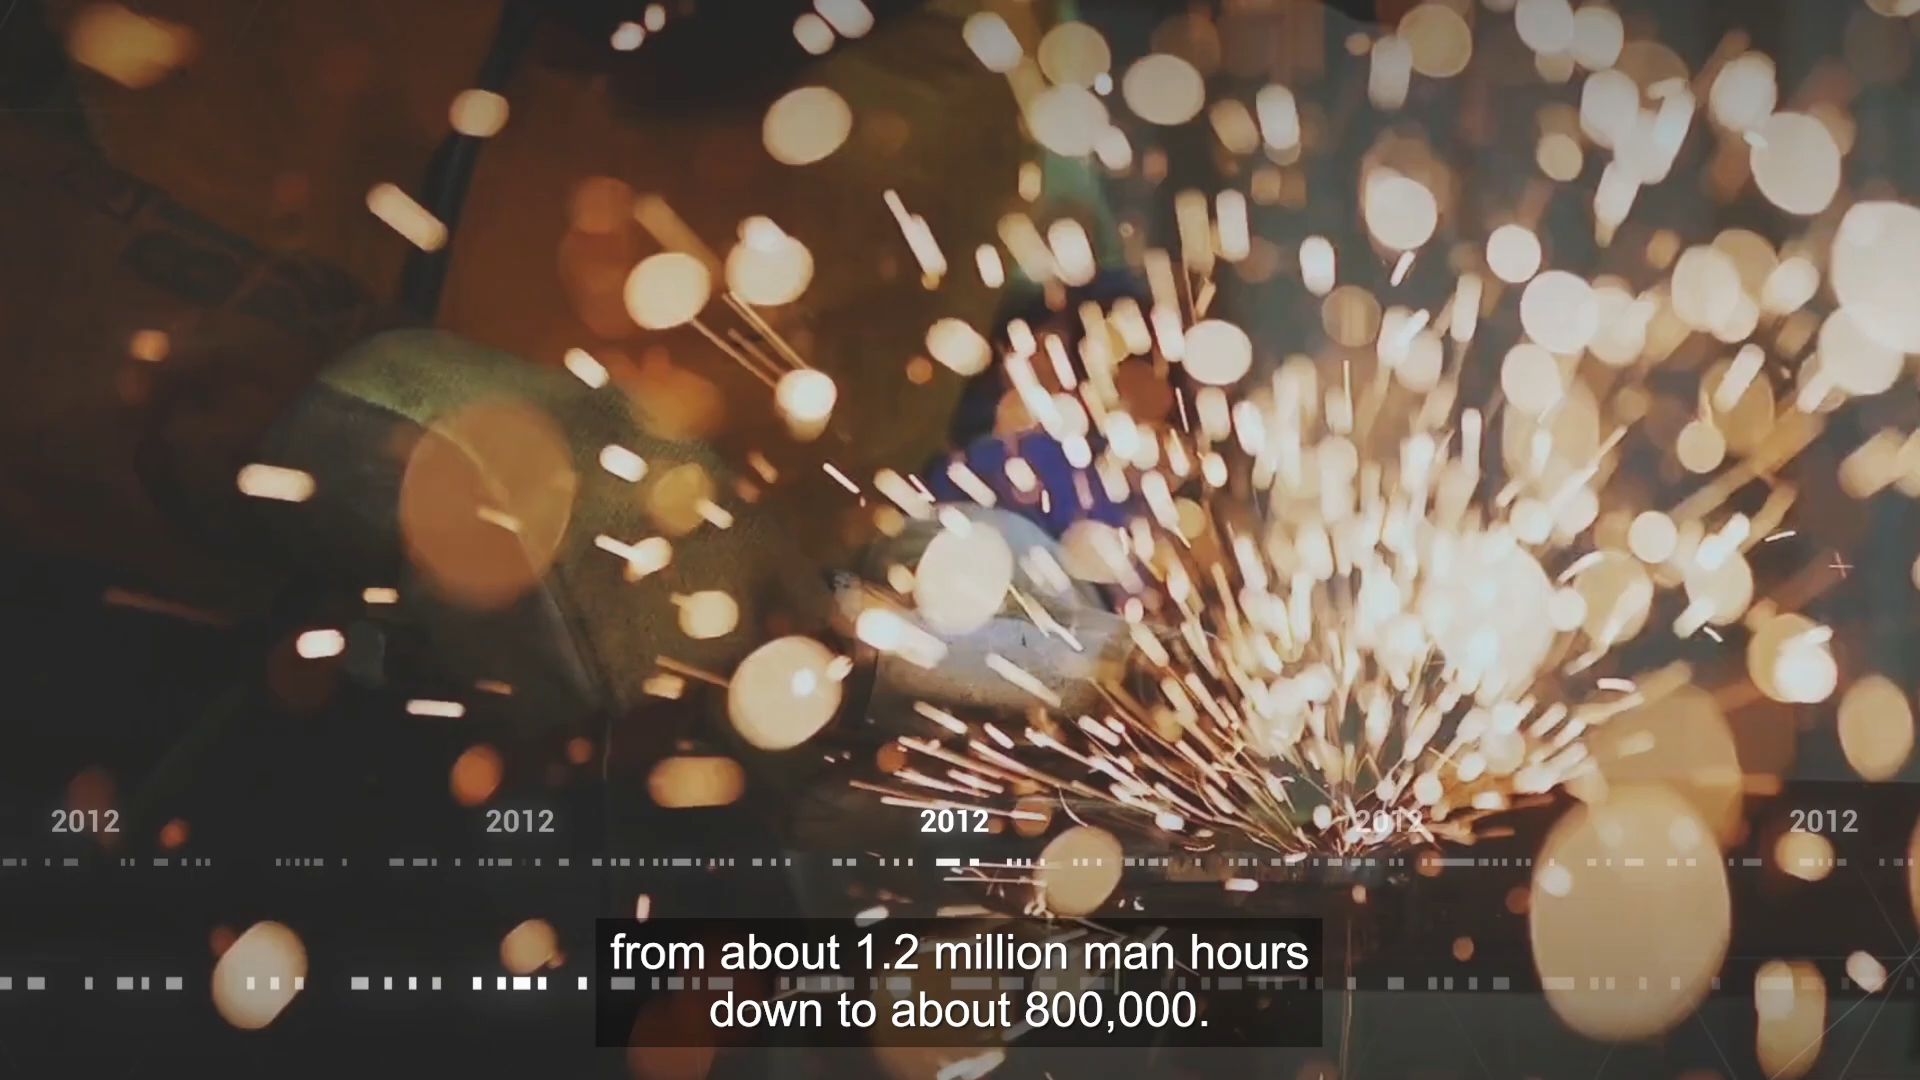 2012 2012 2012 2012 2012
from about 1.2 million man hours
down to about 800,000.